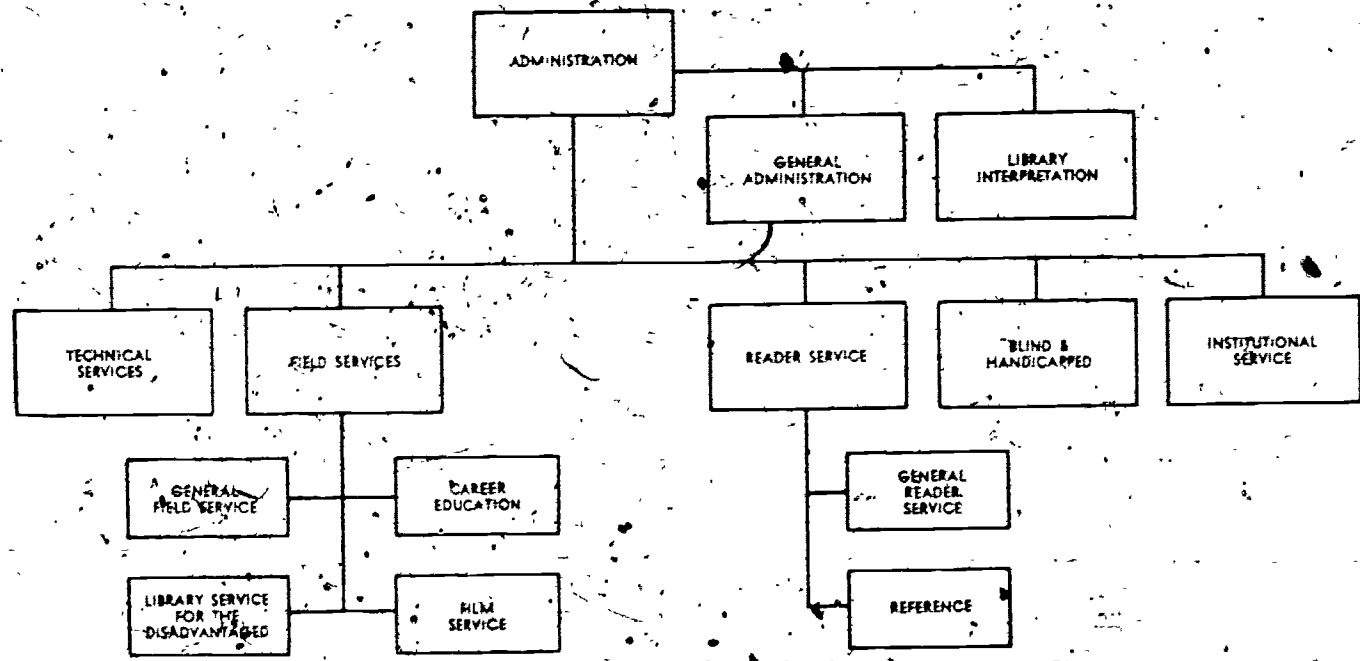 ADMINISTRATION
GENERAL
ADMINISTRATION
LIBRARY
INTERPRETATION
TECHNICAL
SERVICES
FIELD SERVICES
READER SERVICE
BLIND &
HANDICAPPED
INSTITUTIONAL
SERVICE
GENERAL
FIELD SERVICE
CAREER
EDUCATION
GENERAL
READER
SERVICE
LIBRARY SERVICE
FOR THE
DISADVANTAGED
FILM
SERVICE
REFERENCE